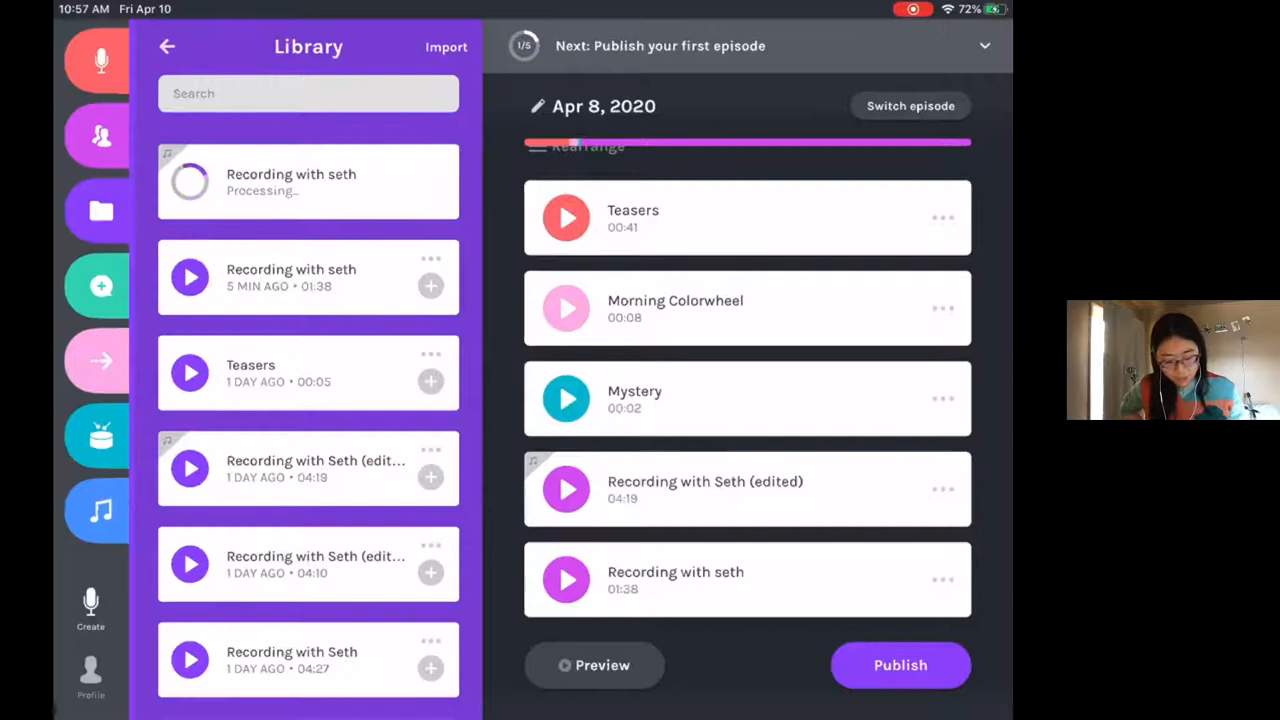 10:57 AM Fri Apr 10
72%
Library
Import
Search
Recording with seth
Processing...
Recording with seth
5 MIN AGO • 01:38
Teasers
1 DAY AGO • 00:05
Recording with Seth (edit...
1 DAY AGO • 04:19
Recording with Seth (edit...
1 DAY AGO • 04:10
Recording with Seth
1 DAY AGO • 04:27
Create
Profile
1/5
Next: Publish your first episode
Apr 8, 2020
Switch episode
Rearrange
Teasers
00:41
Morning Colorwheel
00:08
Mystery
00:02
Recording with Seth (edited)
04:19
Recording with seth
01:38
Preview
Publish